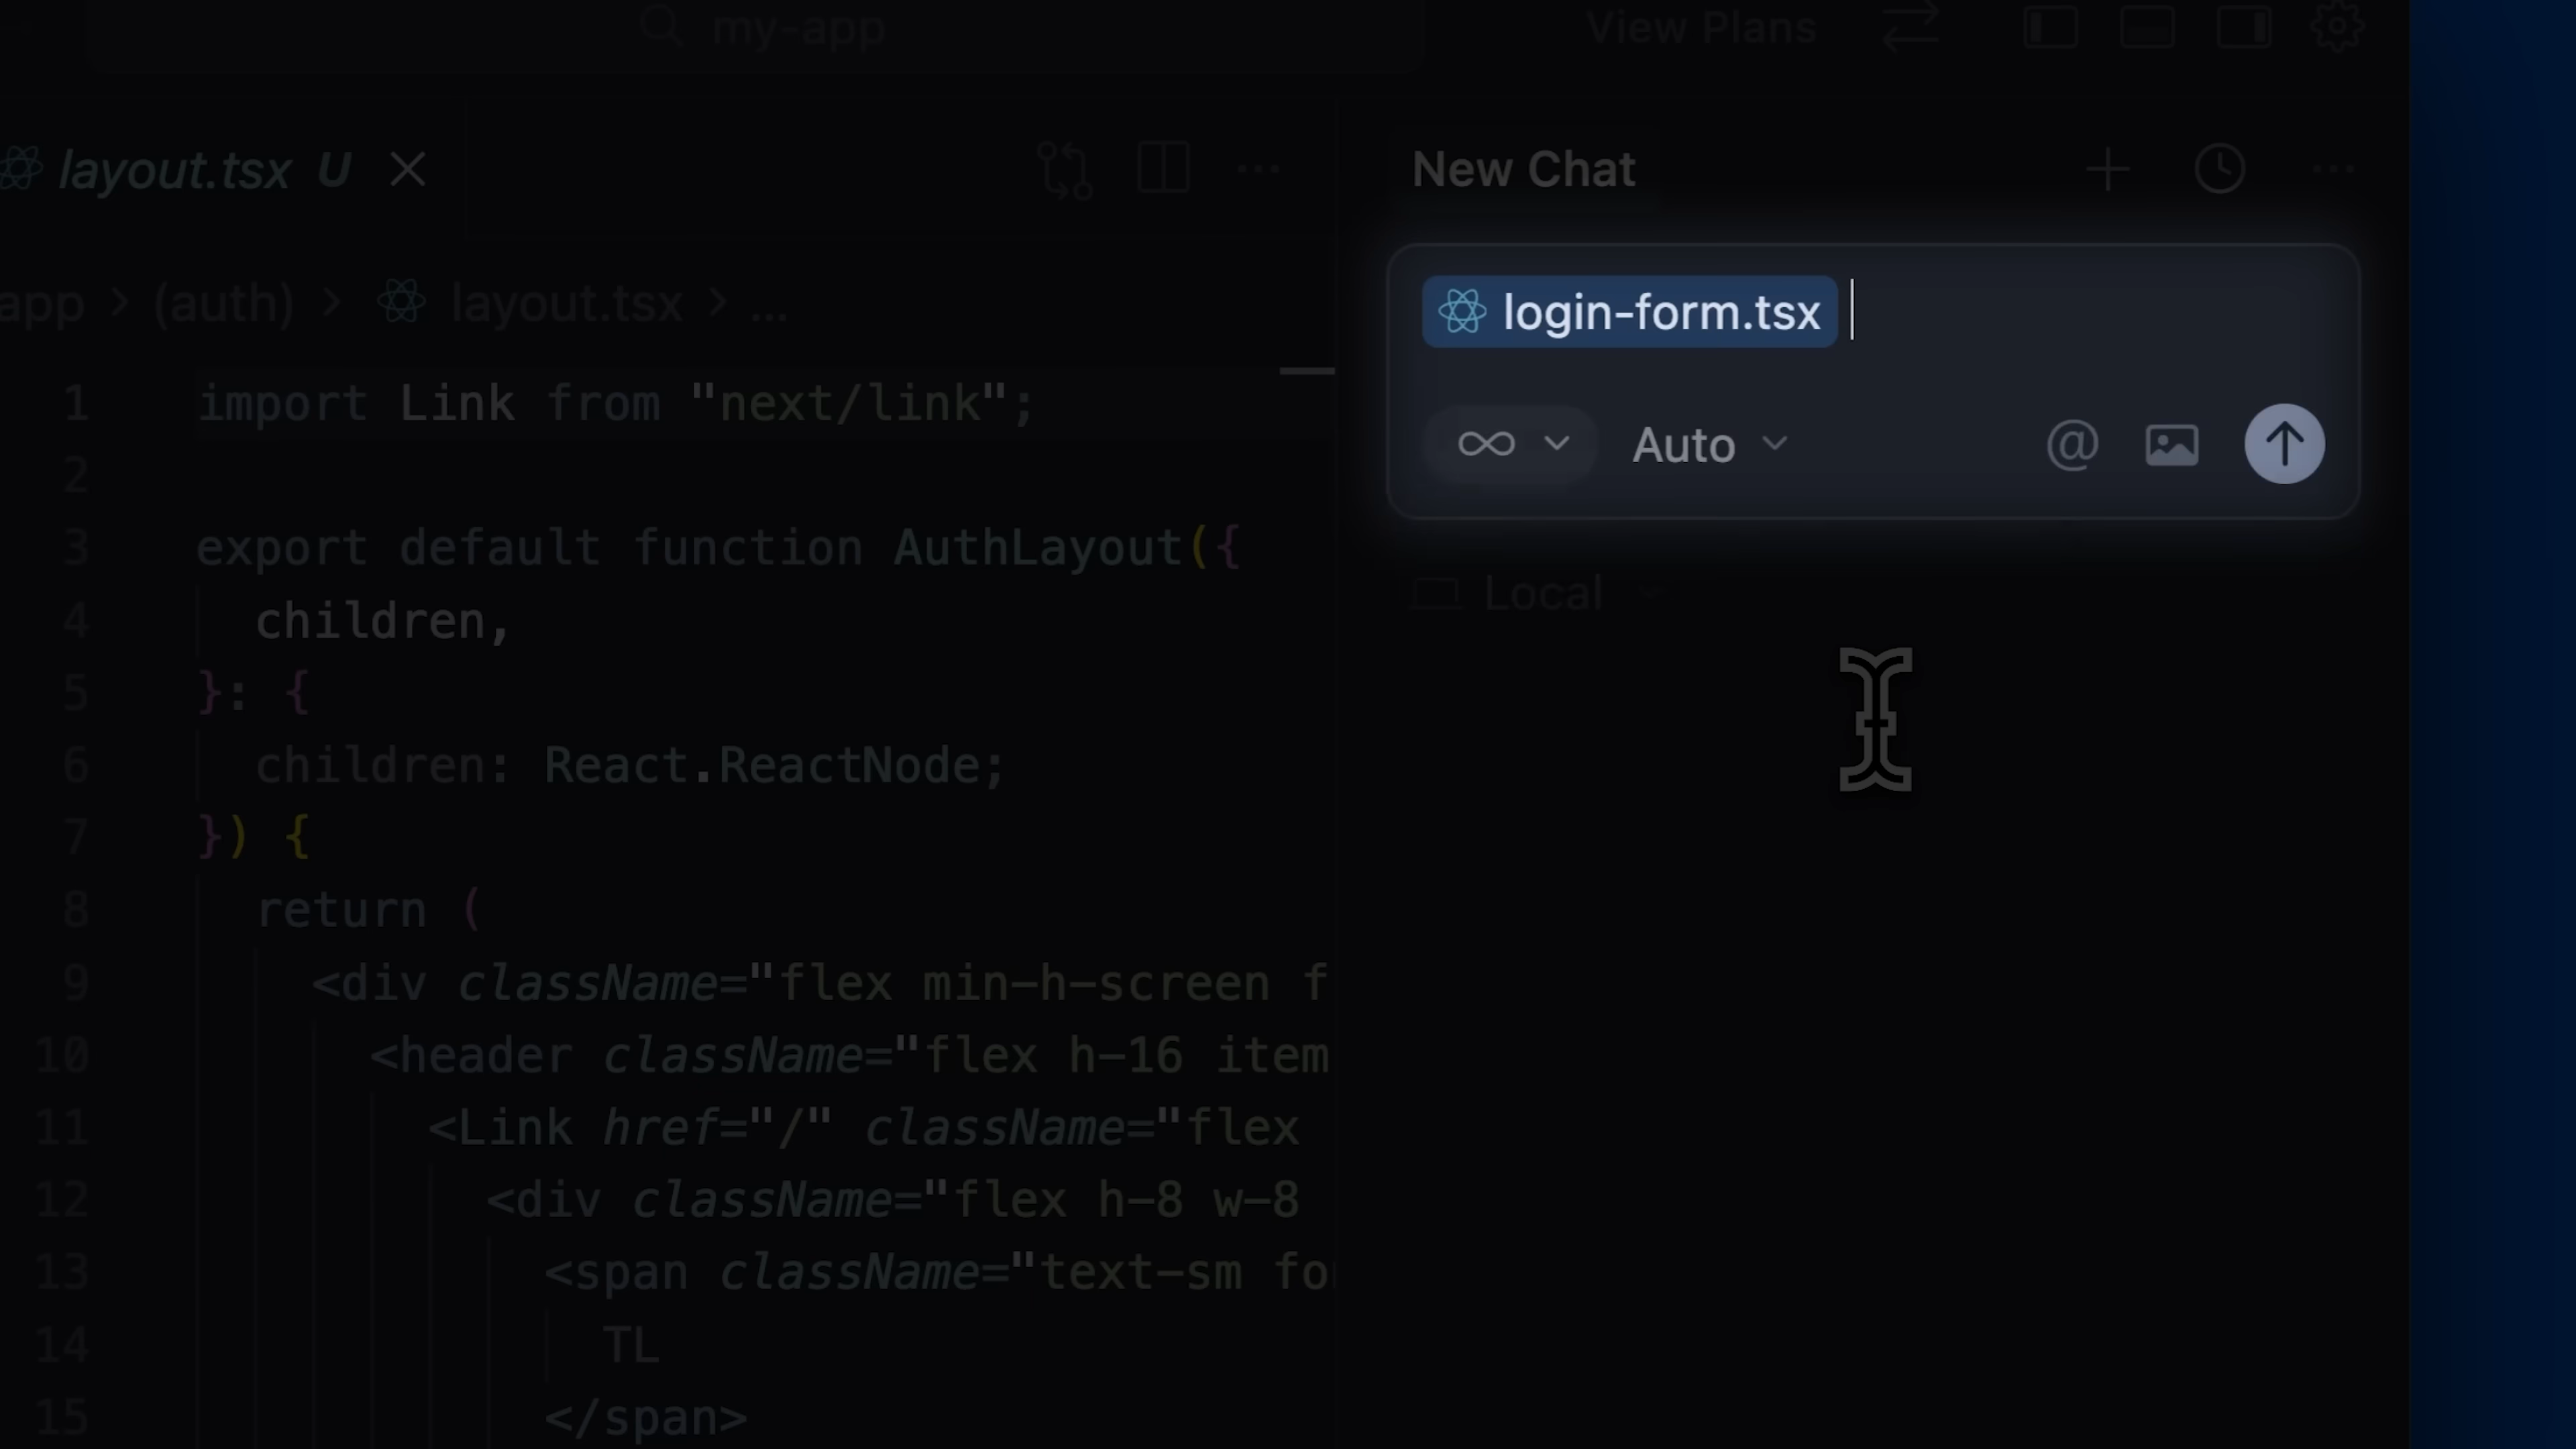 my-app
View Plans
layout.tsx U
New Chat
app > (auth) > layout.tsx > ...
login-form.tsx
Auto
@
Local
1 import Link from "next/link";
2
3 export default function AuthLayout({
4 children,
5 }: {
6 children: React.ReactNode;
7 }) {
8 return (
9 <div className="flex min-h-screen f
10 <header className="flex h-16 item
11 <Link href="/" className="flex
12 <div className="flex h-8 w-8
13 <span className="text-sm fo
14 TL
15 </span>